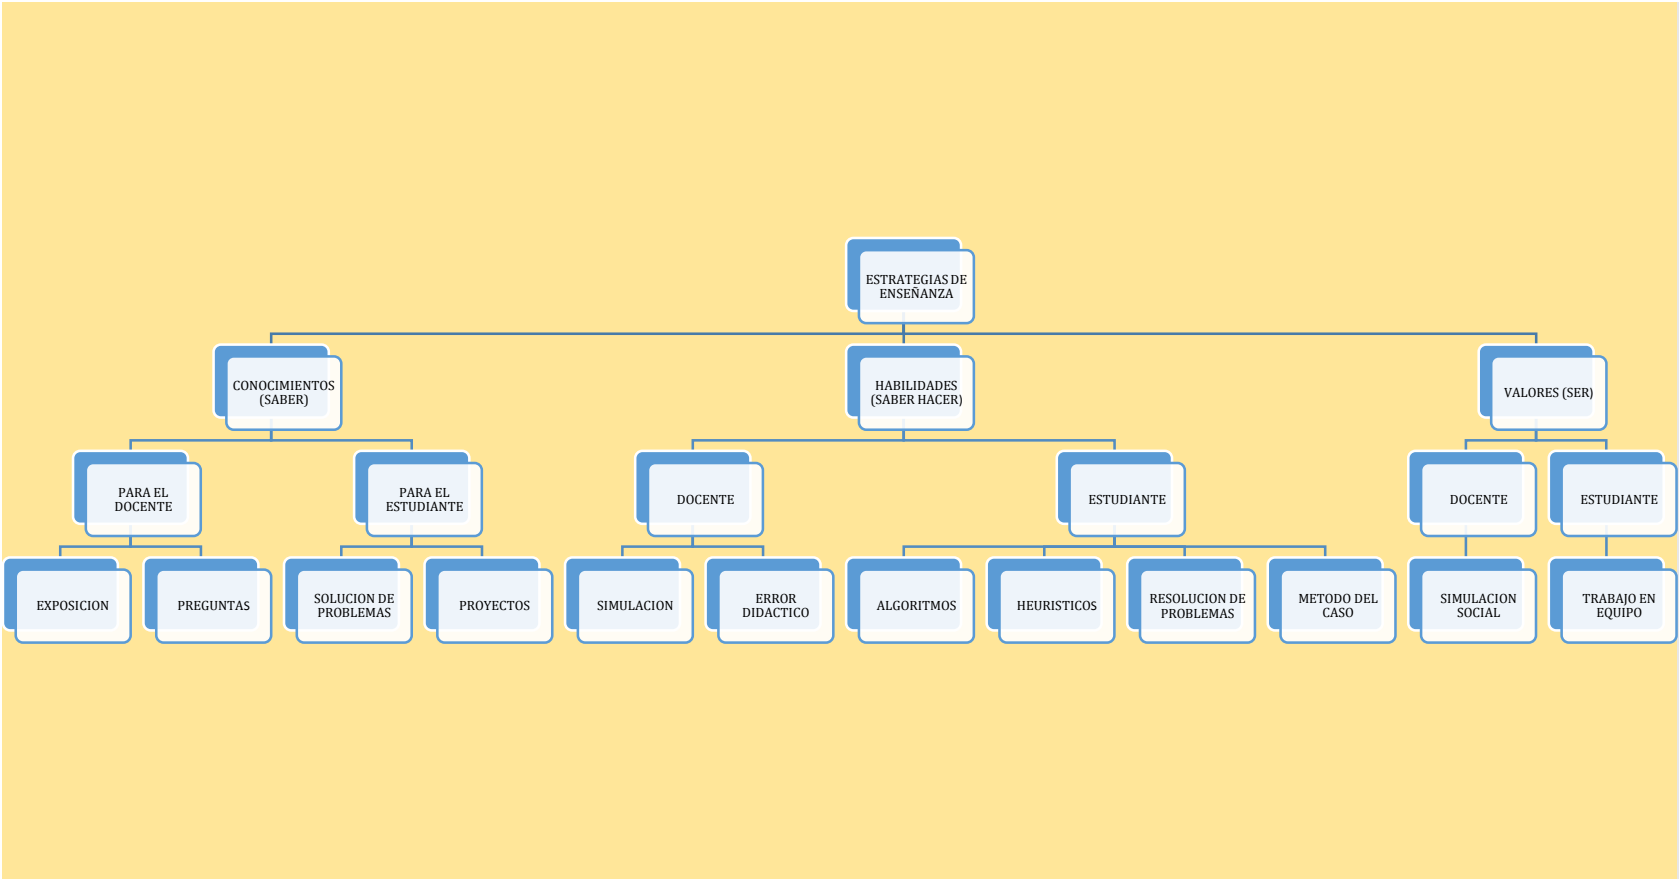 ESTRATEGIAS DE
ENSEÑANZA
CONOCIMIENTOS
(SABER)
HABILIDADES
(SABER HACER)
VALORES (SER)
PARA EL
DOCENTE
PARA EL
ESTUDIANTE
DOCENTE
ESTUDIANTE
DOCENTE
ESTUDIANTE
EXPOSICION
PREGUNTAS
SOLUCION DE
PROBLEMAS
PROYECTOS
SIMULACION
ERROR
DIDACTICO
ALGORITMOS
HEURISTICOS
RESOLUCION DE
PROBLEMAS
METODO DEL
CASO
SIMULACION
SOCIAL
TRABAJO EN
EQUIPO